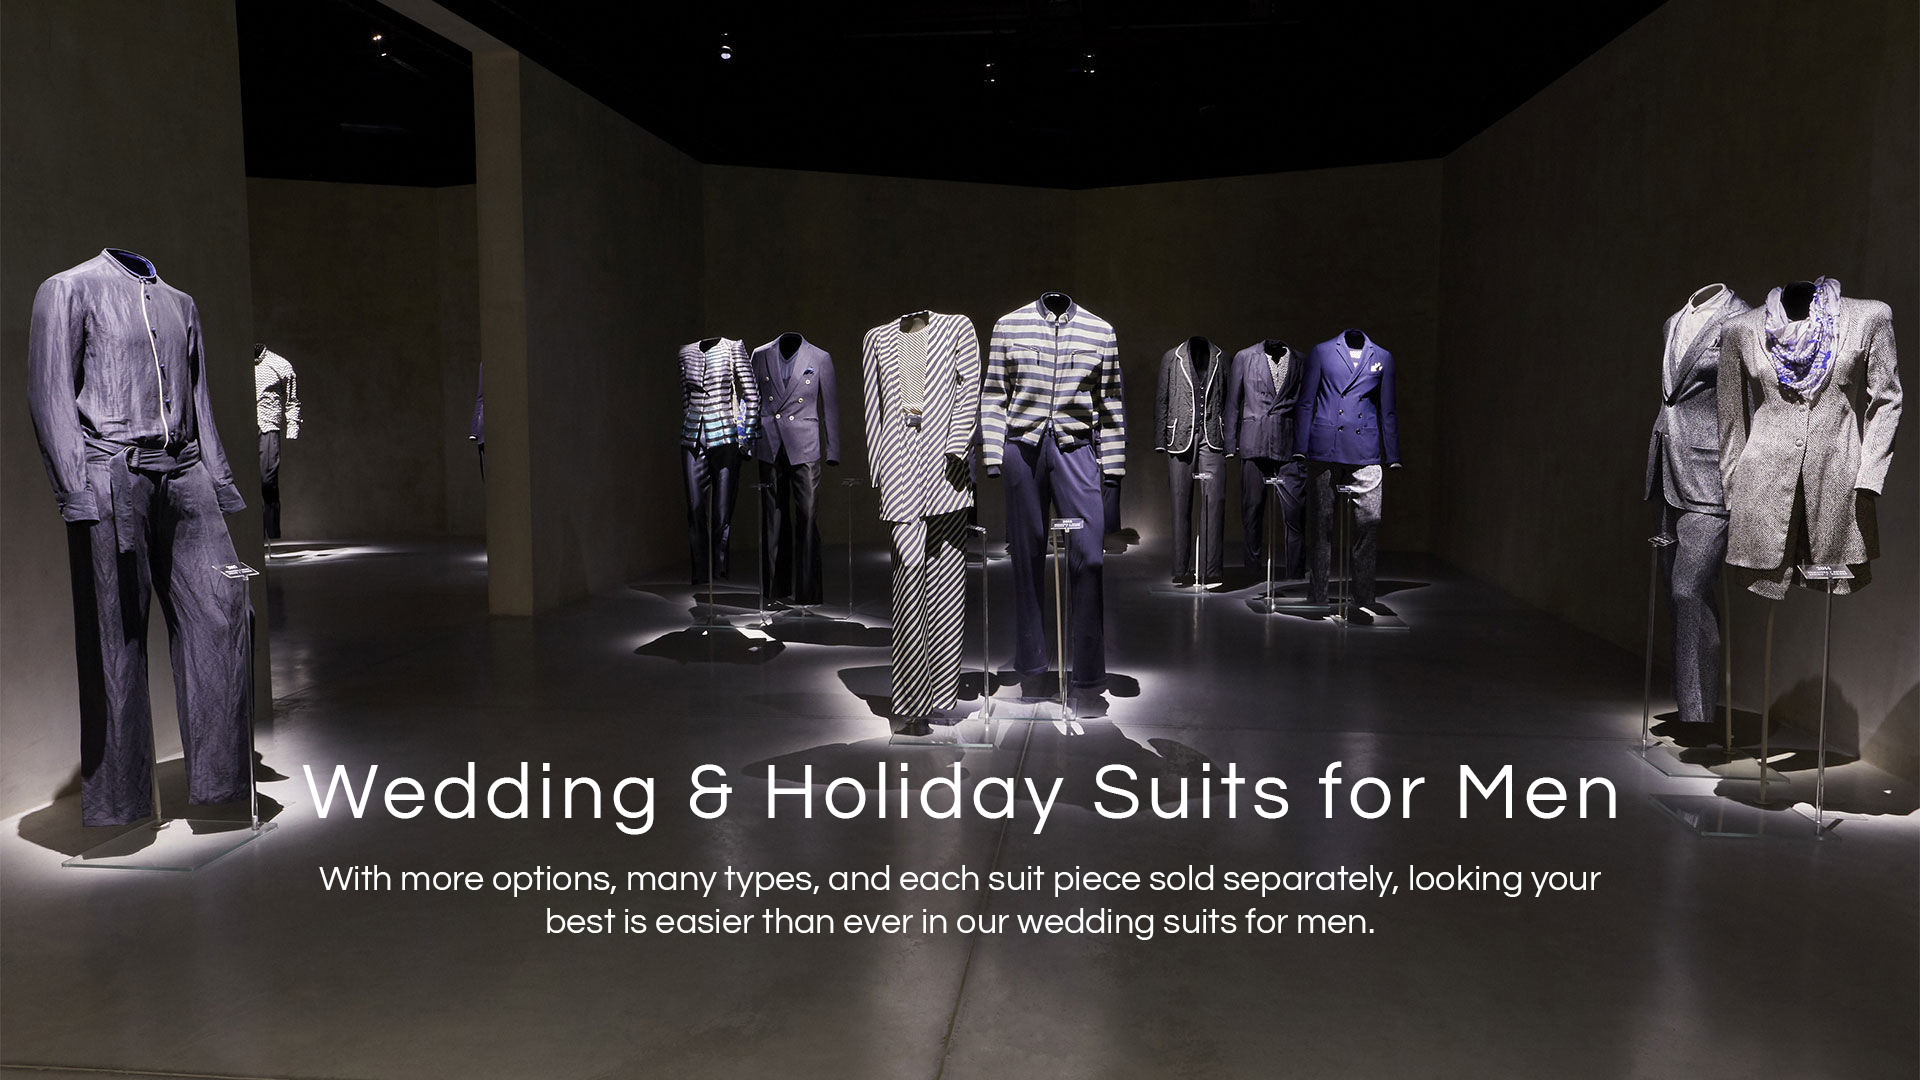 Wedding & Holiday Suits for Men
With more options, many types, and each suit piece sold separately, looking your
best is easier than ever in our wedding suits for men.